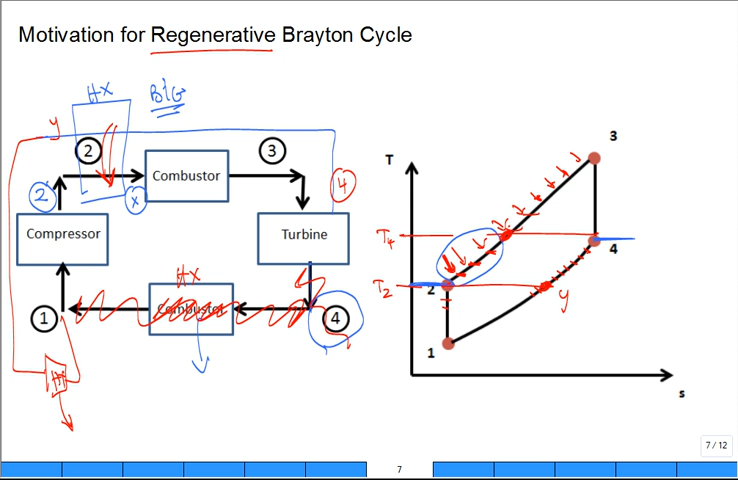 Motivation for Regenerative Brayton Cycle
HX
BIG
y
2
Combustor
3
4
2
x
Compressor
Turbine
HX
Combustor
1
4
HX
T
3
T4
4
T2
2
y
1
s
7 / 12
7